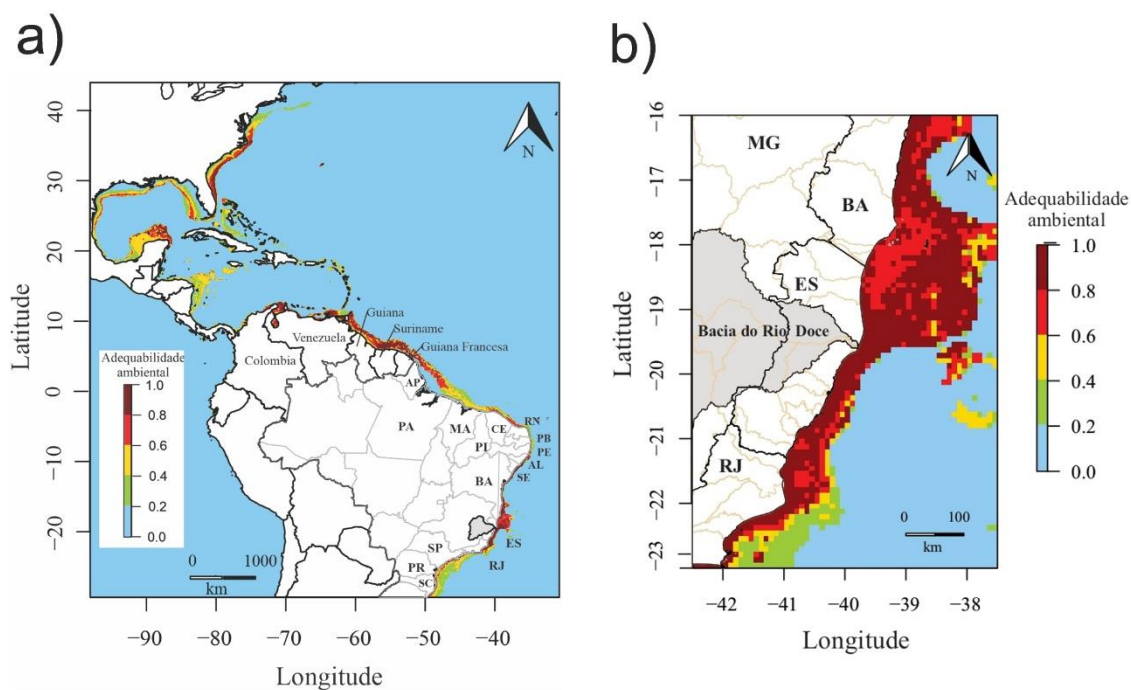 a)
b)
40
30
20
10
0
−10
−20
Latitude
−90
−80
−70
−60
−50
−40
Longitude
N
Guiana
Suriname
Guiana Francesa
Venezuela
Colombia
AP
PA
MA
CE
RN
PB
PI
PE
AL
SE
BA
ES
SP
RJ
PR
SC
Adequabilidade
ambiental
1.0
0.8
0.6
0.4
0.2
0.0
0 1000
km
−16
−17
−18
−19
−20
−21
−22
−23
Latitude
−42
−41
−40
−39
−38
Longitude
N
MG
BA
ES
Bacia do Rio Doce
RJ
0 100
km
Adequabilidade
ambiental
1.0
0.8
0.6
0.4
0.2
0.0